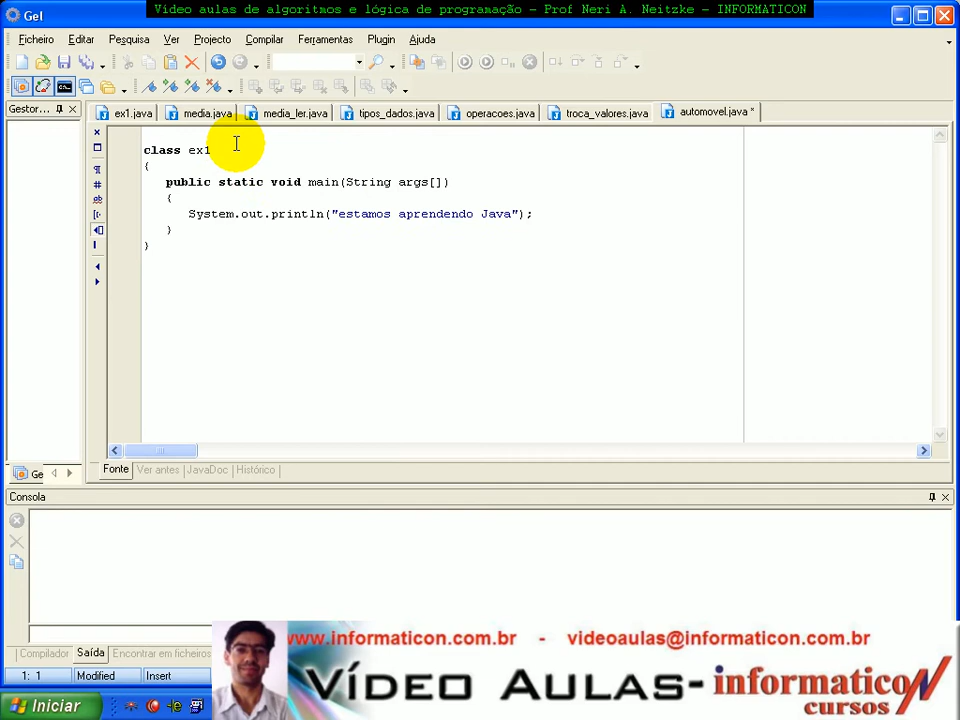 Vídeo aulas de algoritmos e lógica de programação – Prof Neri A. Neitzke – INFORMATICON
Gel
Ficheiro Editar Pesquisa Ver Projecto Compilar Ferramentas Plugin Ajuda
Gestor...
ex1.java media.java media_ler.java tipos_dados.java operacoes.java troca_valores.java automovel.java *
class ex1
{
public static void main(String args[])
{
System.out.println("estamos aprendendo Java");
}
}
Ge
Fonte Ver antes JavaDoc Histórico
Consola
www.informaticon.com.br - videoaulas@informaticon.br
Compilador Saída Encontrar em ficheiros
1: 1 Modified Insert
Vídeo Aulas- informaticon
cursos
Iniciar